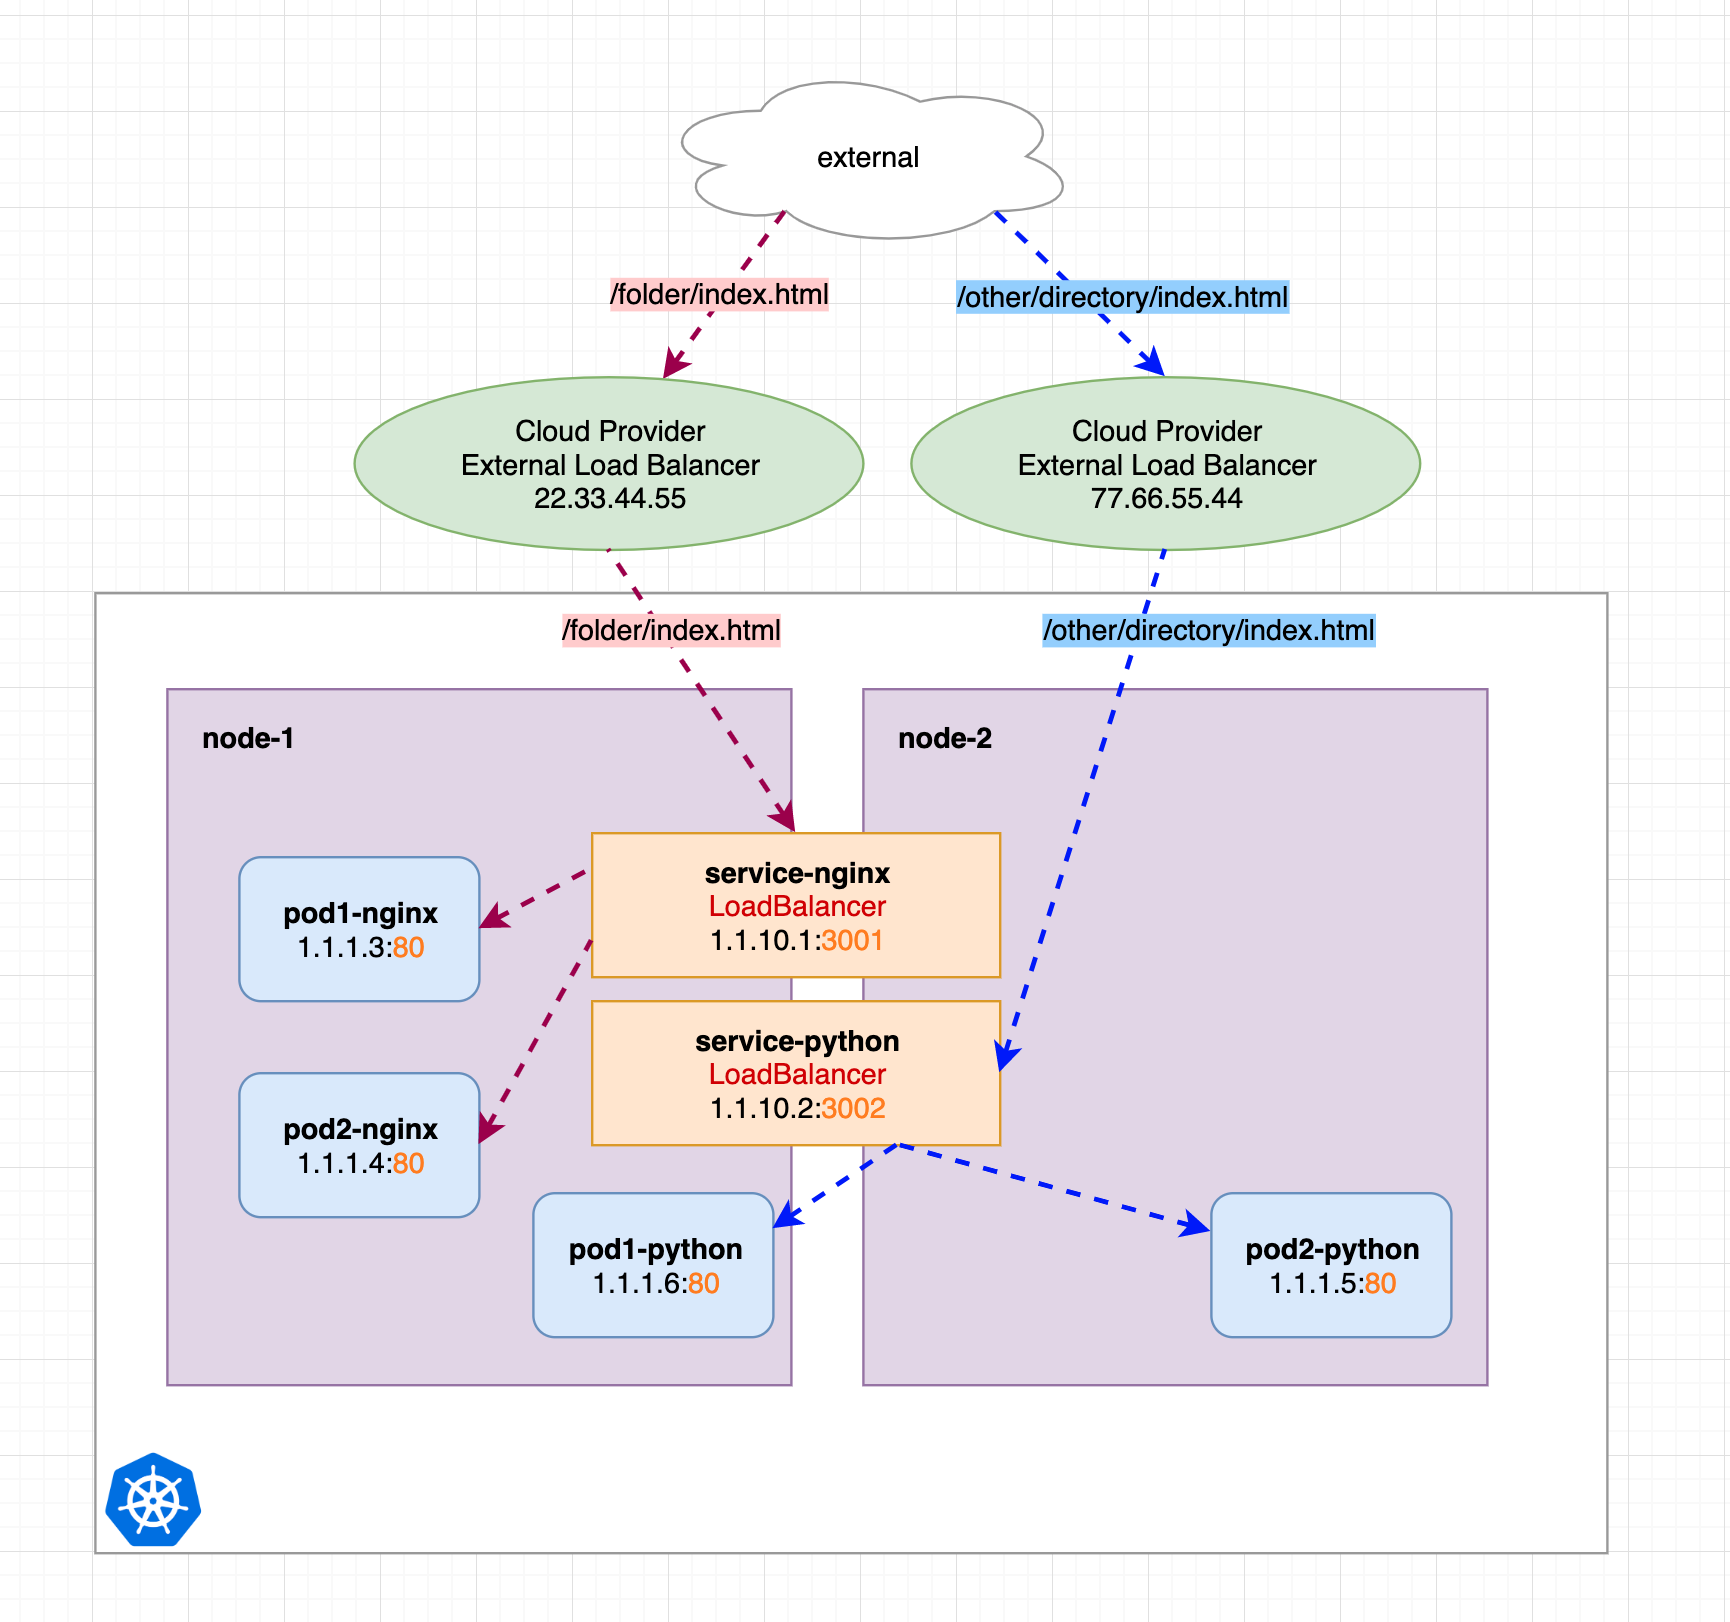 external
/folder/index.html
/other/directory/index.html
Cloud Provider
External Load Balancer
22.33.44.55
Cloud Provider
External Load Balancer
77.66.55.44
/folder/index.html
/other/directory/index.html
node-1
node-2
service-nginx
LoadBalancer
1.1.10.1:3001
pod1-nginx
1.1.1.3:80
service-python
LoadBalancer
1.1.10.2:3002
pod2-nginx
1.1.1.4:80
pod1-python
1.1.1.6:80
pod2-python
1.1.1.5:80